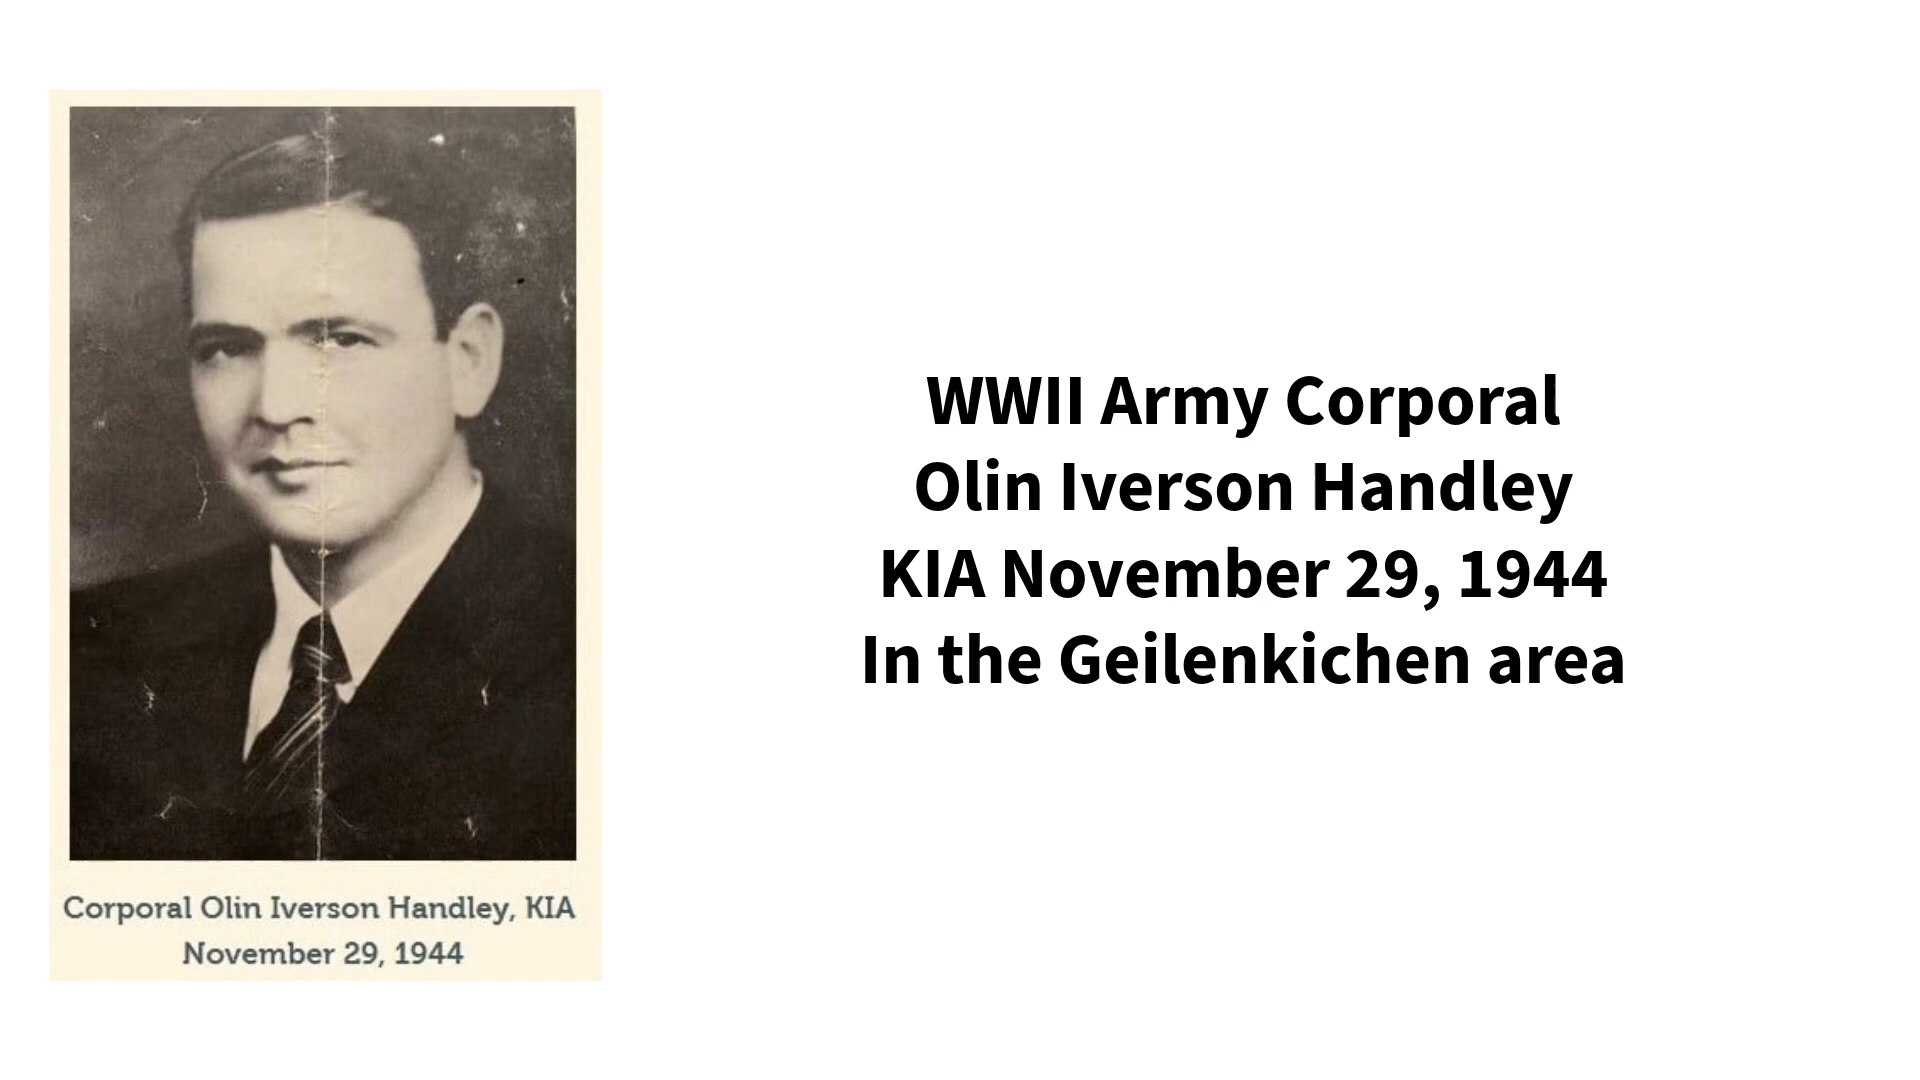 Corporal Olin Iverson Handley, KIA
November 29, 1944
WWII Army Corporal
Olin Iverson Handley
KIA November 29, 1944
In the Geilenkichen area